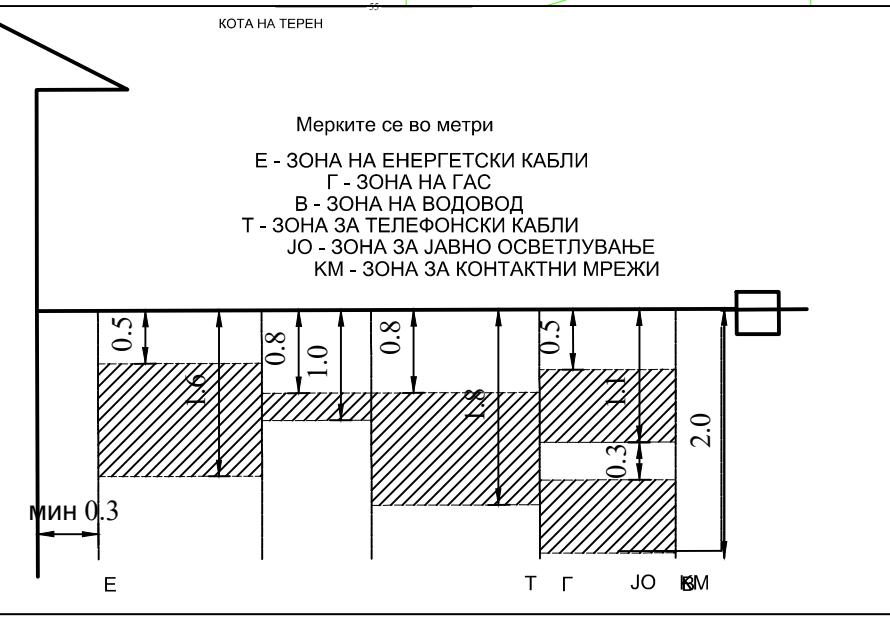 55
КОТА НА ТЕРЕН
Мерките се во метри
Е - ЗОНА НА ЕНЕРГЕТСКИ КАБЛИ
Г - ЗОНА НА ГАС
В - ЗОНА НА ВОДОВОД
Т - ЗОНА ЗА ТЕЛЕФОНСКИ КАБЛИ
ЈО - ЗОНА ЗА ЈАВНО ОСВЕТЛУВАЊЕ
КМ - ЗОНА ЗА КОНТАКТНИ МРЕЖИ
0.5
1.6
0.8
1.0
0.8
1.8
0.5
1.1
0.3
2.0
мин 0.3
Е
Т
Г
ЈО
КМ
В